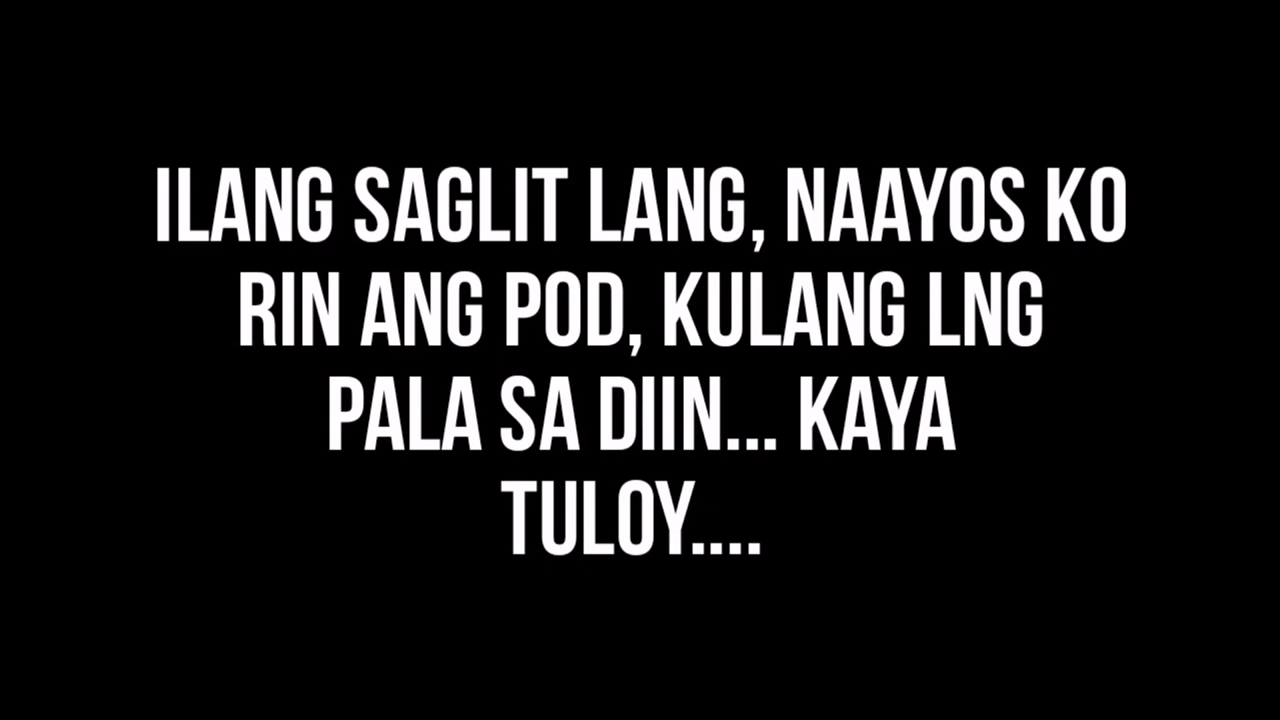 ILANG SAGLIT LANG, NAAYOS KO
RIN ANG POD, KULANG LNG
PALA SA DIIN... KAYA
TULOY....